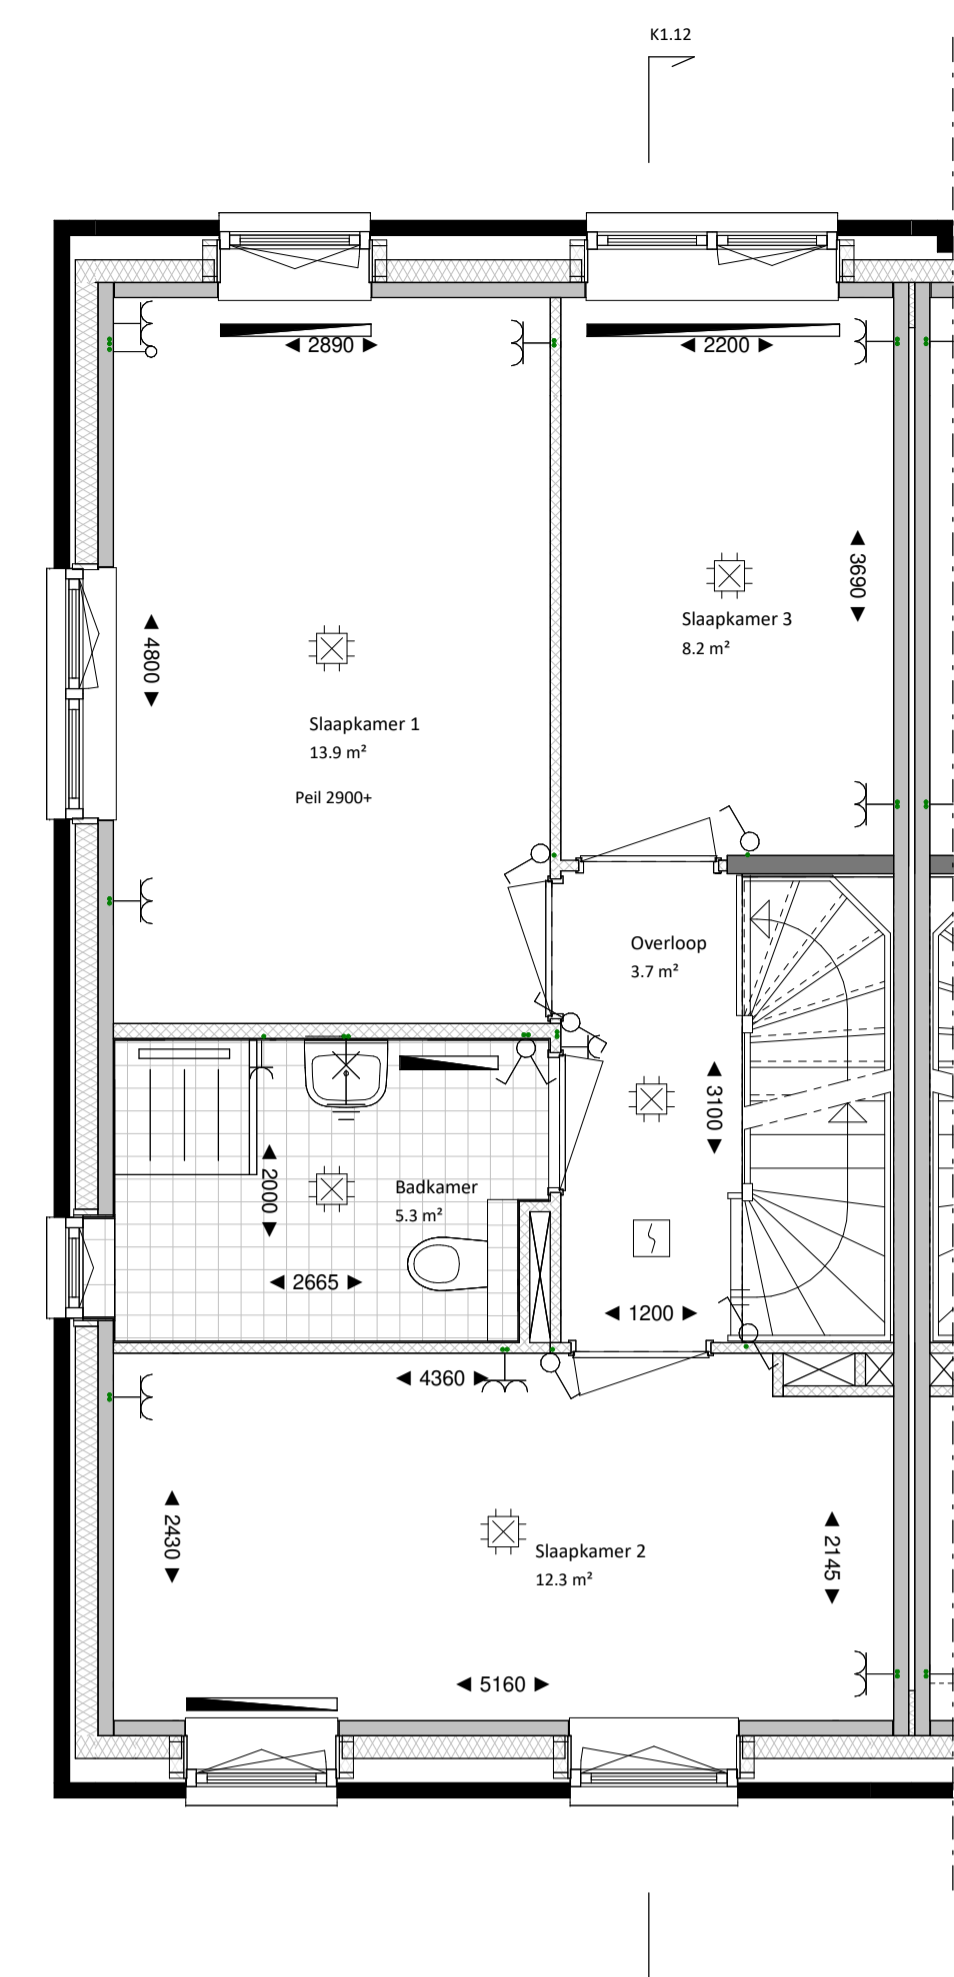 K1.12
2890
2200
3690
Slaapkamer 3
8.2 m²
4800
Slaapkamer 1
13.9 m²
Peil 2900+
Overloop
3.7 m²
3100
2000
Badkamer
5.3 m²
2665
1200
4360
2430
Slaapkamer 2
12.3 m²
2145
5160